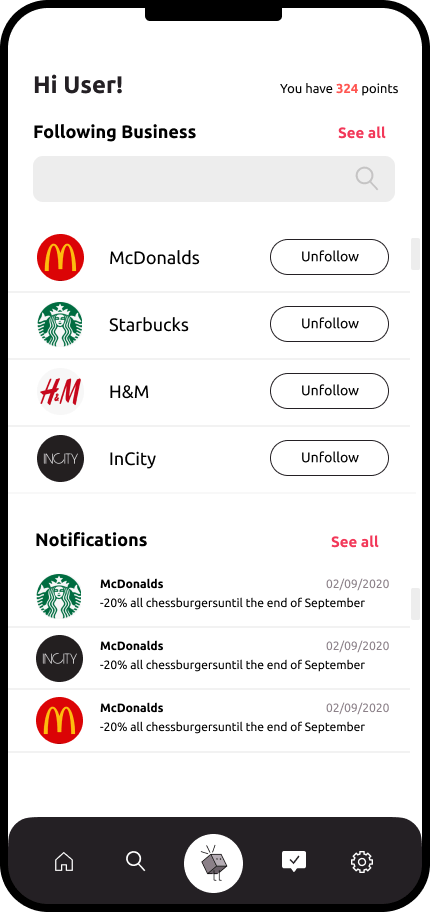 Hi User!
You have 324 points
Following Business
See all
McDonalds
Unfollow
Starbucks
Unfollow
H&M
H&M
Unfollow
INCITY
InCity
Unfollow
Notifications
See all
McDonalds
02/09/2020
-20% all chessburgersuntil the end of September
INCITY
McDonalds
02/09/2020
-20% all chessburgersuntil the end of September
McDonalds
02/09/2020
-20% all chessburgersuntil the end of September